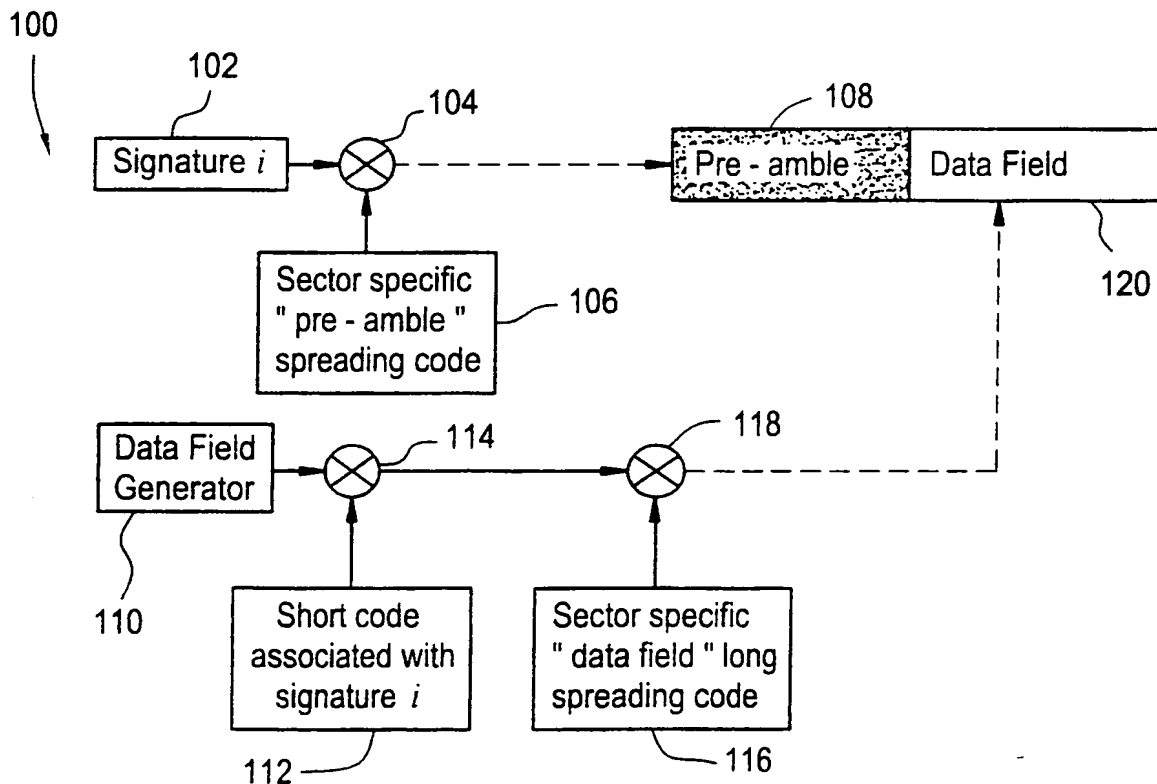 100
102
Signature i
104
108
Pre - amble
Data Field
120
Sector specific
" pre - amble "
spreading code
106
Data Field
Generator
110
114
118
Short code
associated with
signature i
112
Sector specific
" data field " long
spreading code
116